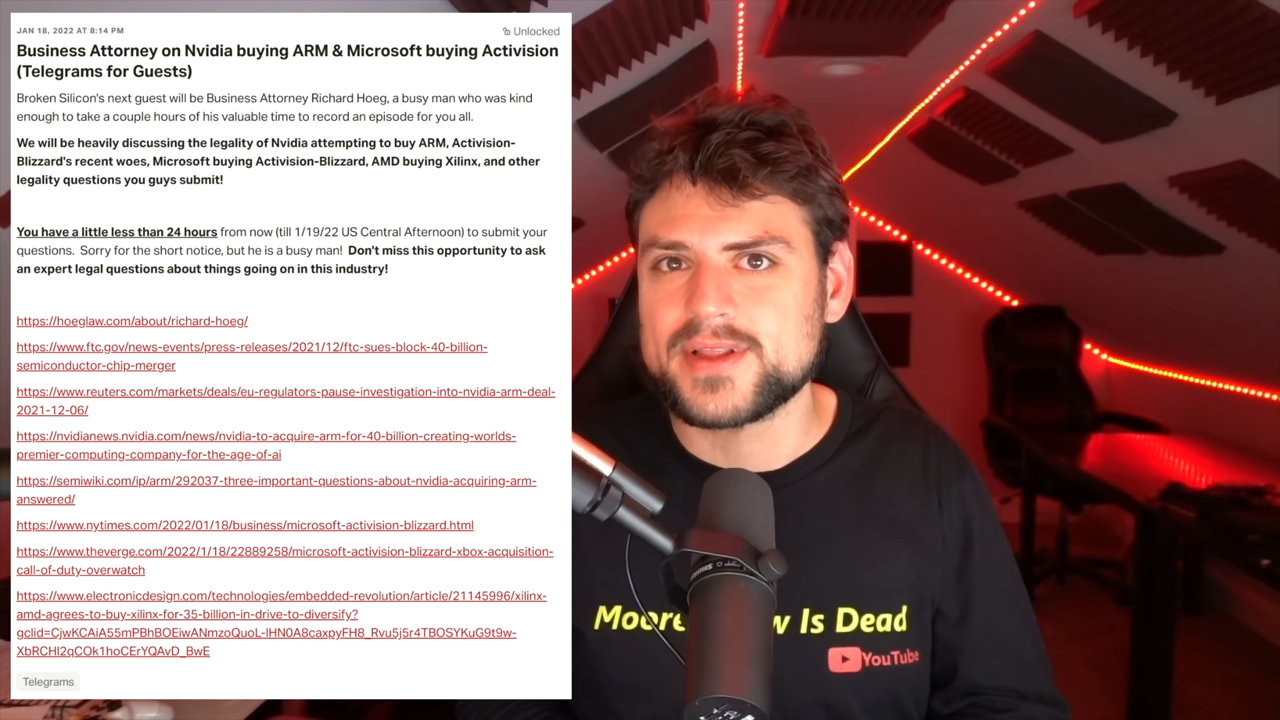 JAN 18, 2022 AT 8:14 PM
Unlocked
Business Attorney on Nvidia buying ARM & Microsoft buying Activision
(Telegrams for Guests)
Broken Silicon's next guest will be Business Attorney Richard Hoeg, a busy man who was kind
enough to take a couple hours of his valuable time to record an episode for you all.
We will be heavily discussing the legality of Nvidia attempting to buy ARM, Activision-
Blizzard's recent woes, Microsoft buying Activision-Blizzard, AMD buying Xilinx, and other
legality questions you guys submit!
You have a little less than 24 hours from now (till 1/19/22 US Central Afternoon) to submit your
questions. Sorry for the short notice, but he is a busy man! Don't miss this opportunity to ask
an expert legal questions about things going on in this industry!
https://hoeglaw.com/about/richard-hoeg/
https://www.ftc.gov/news-events/press-releases/2021/12/ftc-sues-block-40-billion-
semiconductor-chip-merger
https://www.reuters.com/markets/deals/eu-regulators-pause-investigation-into-nvidia-arm-deal-
2021-12-06/
https://nvidianews.nvidia.com/news/nvidia-to-acquire-arm-for-40-billion-creating-worlds-
premier-computing-company-for-the-age-of-ai
https://semiwiki.com/ip/arm/292037-three-important-questions-about-nvidia-acquiring-arm-
answered/
https://www.nytimes.com/2022/01/18/business/microsoft-activision-blizzard.html
https://www.theverge.com/2022/1/18/22889258/microsoft-activision-blizzard-xbox-acquisition-
call-of-duty-overwatch
https://www.electronicdesign.com/technologies/embedded-revolution/article/21145996/xilinx-
amd-agrees-to-buy-xilinx-for-35-billion-in-drive-to-diversify?
gclid=CjwKCAiA55mPBhBOEiwANmzoQuoL-lHN0A8caxpyFH8_Rvu5j5r4TBOSYKuG9t9w-
XbRCHl2qCOk1hoCErYQAvD_BwE
Telegrams
Moore w Is Dead
YouTube